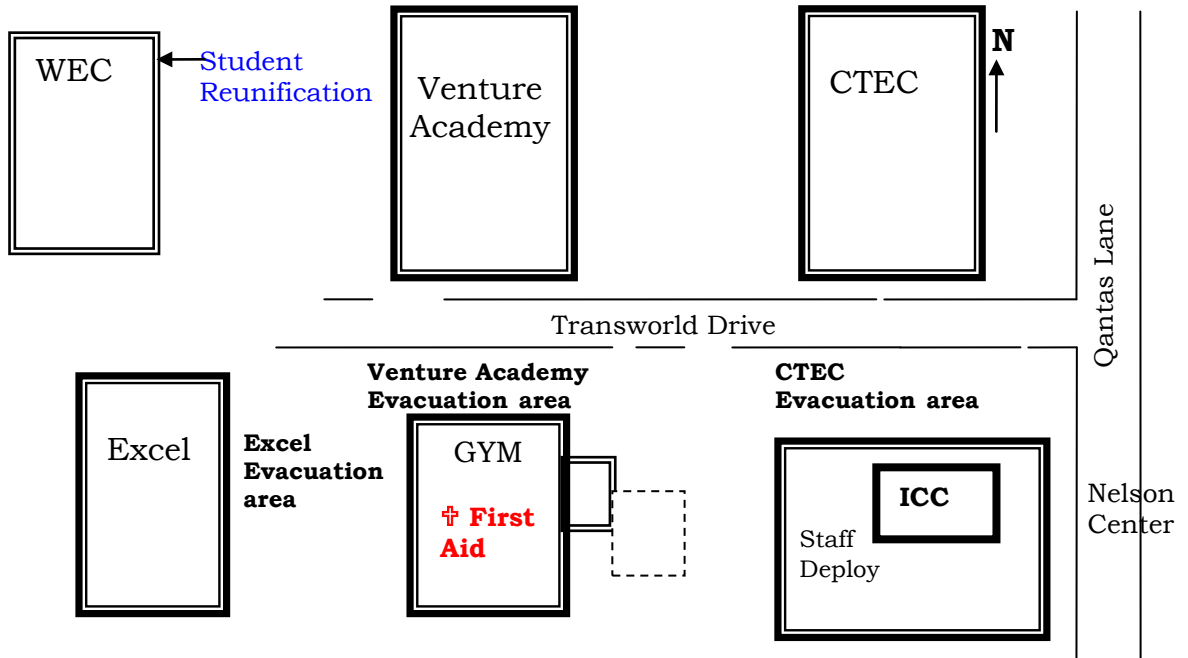 WEC
Student
Reunification
Venture
Academy
CTEC
N
Qantas Lane
Transworld Drive
Venture Academy
Evacuation area
CTEC
Evacuation area
Excel
Excel
Evacuation
area
GYM
✞ First
Aid
ICC
Staff
Deploy
Nelson
Center